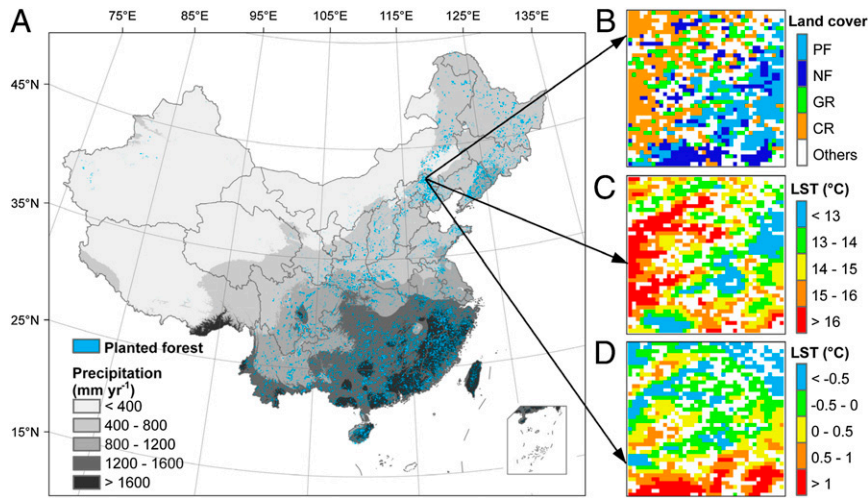 A
75°E 85°E 95°E 105°E 115°E 125°E 135°E
45°N
35°N
25°N
15°N
Planted forest
Precipitation
(mm yr-1)
< 400
400 - 800
800 - 1200
1200 - 1600
> 1600
B
Land cover
PF
NF
GR
CR
Others
C
LST (°C)
< 13
13 - 14
14 - 15
15 - 16
> 16
D
LST (°C)
< -0.5
-0.5 - 0
0 - 0.5
0.5 - 1
> 1